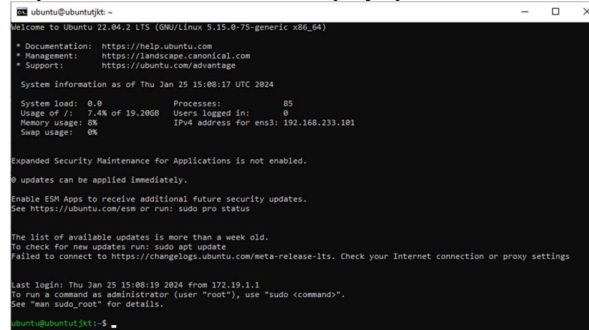 ubuntu@ubuntutjkt: ~
Welcome to Ubuntu 22.04.2 LTS (GNU/Linux 5.15.0-75-generic x86_64)
* Documentation: https://help.ubuntu.com
* Management: https://landscape.canonical.com
* Support: https://ubuntu.com/advantage
System information as of Thu Jan 25 15:08:17 UTC 2024
System load: 0.0 Processes: 85
Usage of /: 7.4% of 19.20GB Users logged in: 0
Memory usage: 8% IPv4 address for ens3: 192.168.233.101
Swap usage: 0%
Expanded Security Maintenance for Applications is not enabled.
0 updates can be applied immediately.
Enable ESM Apps to receive additional future security updates.
See https://ubuntu.com/esm or run: sudo pro status
The list of available updates is more than a week old.
To check for new updates run: sudo apt update
Failed to connect to https://changelogs.ubuntu.com/meta-release-lts. Check your Internet connection or proxy settings
Last login: Thu Jan 25 15:08:19 2024 from 172.19.1.1
To run a command as administrator (user "root"), use "sudo <command>".
See "man sudo_root" for details.
ubuntu@ubuntutjkt:~$